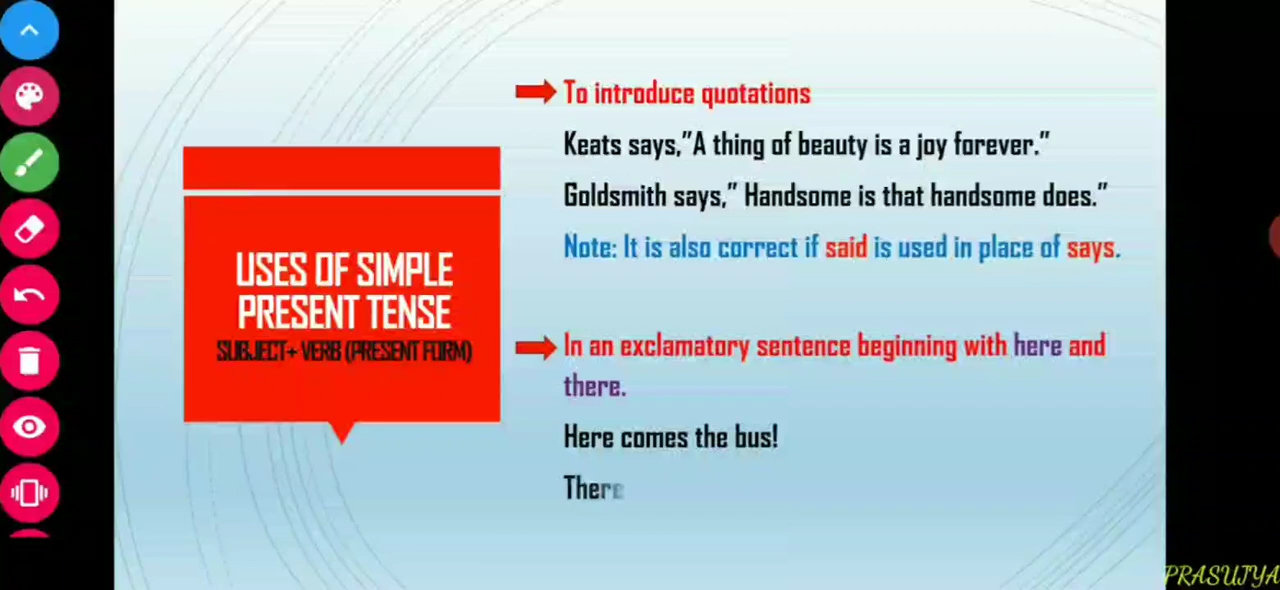 USES OF SIMPLE
PRESENT TENSE
SUBJECT+ VERB (PRESENT FORM)
To introduce quotations
Keats says,”A thing of beauty is a joy forever.”
Goldsmith says,” Handsome is that handsome does.”
Note: It is also correct if said is used in place of says.
In an exclamatory sentence beginning with here and
there.
Here comes the bus!
There
PRASUJYA